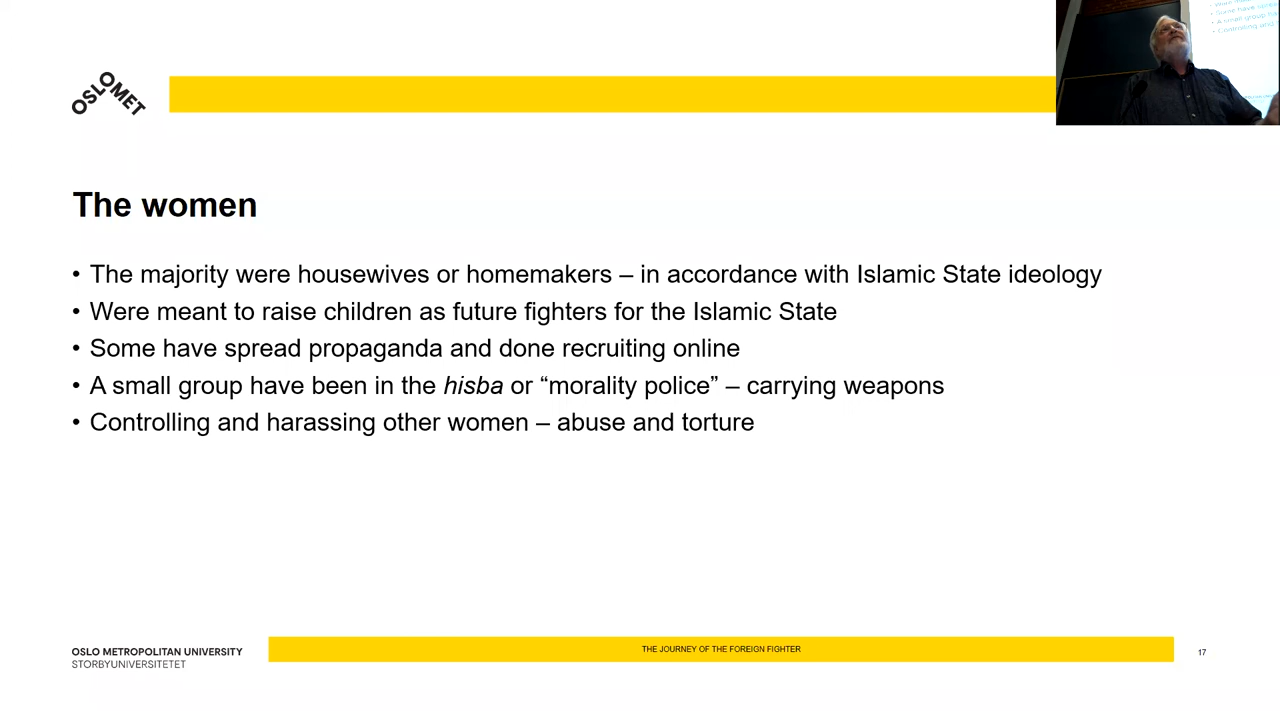 OSLOMET
The women
• The majority were housewives or homemakers – in accordance with Islamic State ideology
• Were meant to raise children as future fighters for the Islamic State
• Some have spread propaganda and done recruiting online
• A small group have been in the hisba or “morality police” – carrying weapons
• Controlling and harassing other women – abuse and torture
OSLO METROPOLITAN UNIVERSITY
STORBYUNIVERSITETET
THE JOURNEY OF THE FOREIGN FIGHTER
17